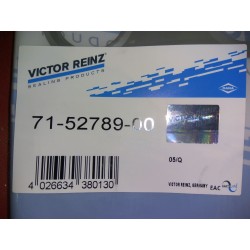 VICTOR REINZ®
SEALING PRODUCTS
71-52789-00
05/Q
4 026634 380130
VICTOR REINZ, GERMANY
EAC